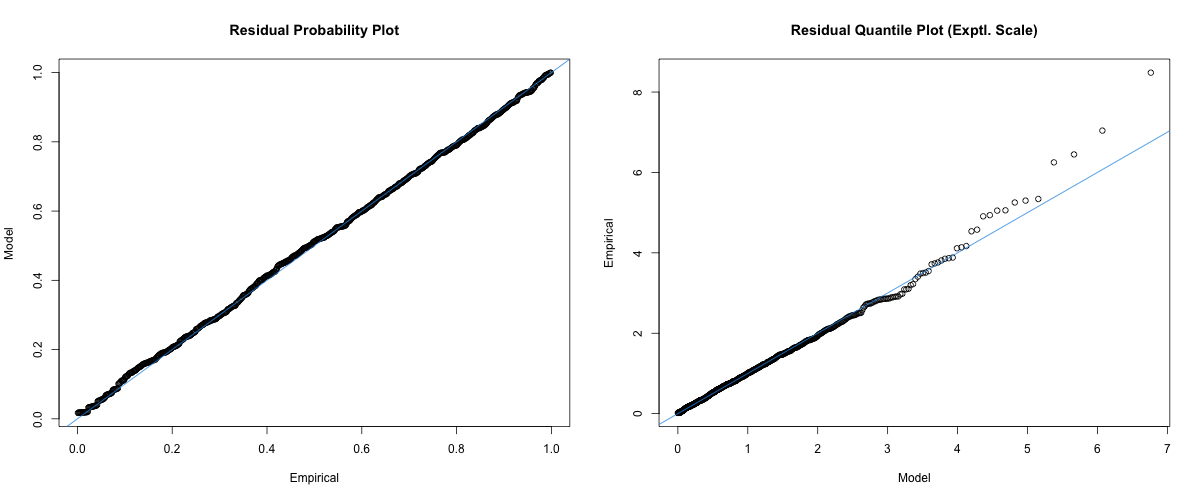 Residual Probability Plot
Model
1.0
0.8
0.6
0.4
0.2
0.0
0.0 0.2 0.4 0.6 0.8 1.0
Empirical
Residual Quantile Plot (Exptl. Scale)
Empirical
8
6
4
2
0
0 1 2 3 4 5 6 7
Model